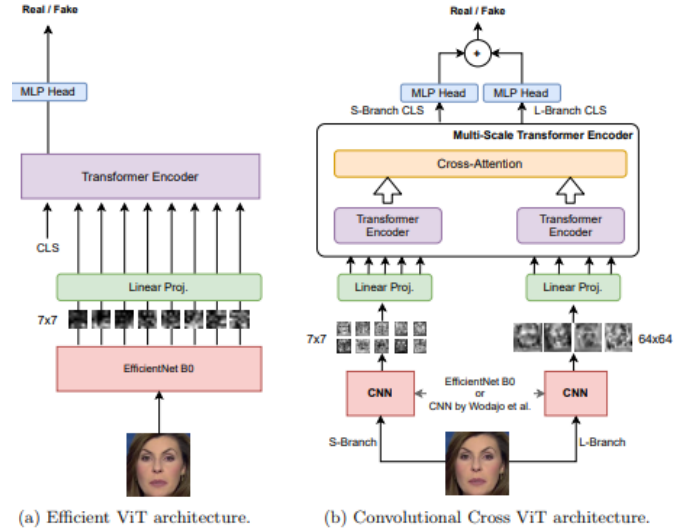 Real / Fake
MLP Head
Transformer Encoder
CLS
Linear Proj.
7x7
EfficientNet B0
(a) Efficient ViT architecture.
Real / Fake
+
MLP Head MLP Head
S-Branch CLS L-Branch CLS
Multi-Scale Transformer Encoder
Cross-Attention
Transformer Transformer
Encoder Encoder
Linear Proj. Linear Proj.
7x7 64x64
CNN EfficientNet B0 CNN
or
CNN by Wodajo et al.
S-Branch L-Branch
(b) Convolutional Cross ViT architecture.